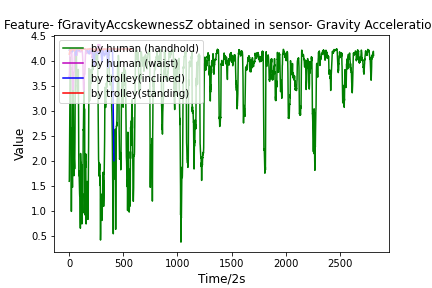 Feature- fGravityAccskewnessZ obtained in sensor- Gravity Acceleratio
4.5
4.0
3.5
3.0
2.5
2.0
1.5
1.0
0.5
Value
by human (handhold)
by human (waist)
by trolley(inclined)
by trolley(standing)
0 500 1000 1500 2000 2500
Time/2s